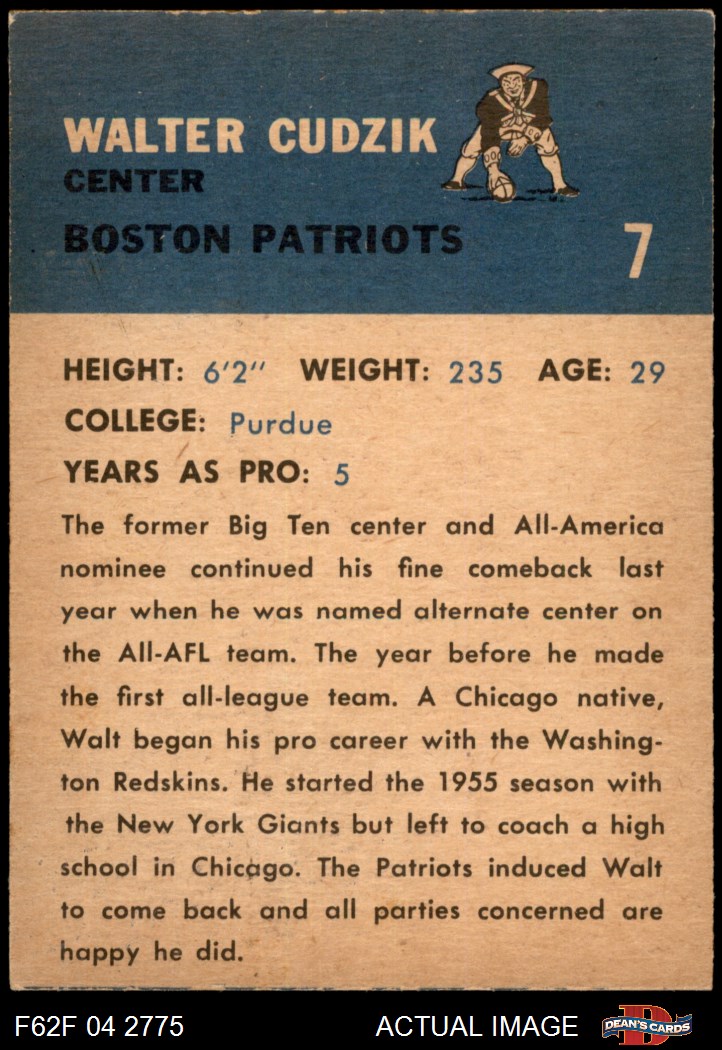 WALTER CUDZIK
CENTER
BOSTON PATRIOTS
7
HEIGHT: 6'2" WEIGHT: 235 AGE: 29
COLLEGE: Purdue
YEARS AS PRO: 5
The former Big Ten center and All-America
nominee continued his fine comeback last
year when he was named alternate center on
the All-AFL team. The year before he made
the first all-league team. A Chicago native,
Walt began his pro career with the Washing-
ton Redskins. He started the 1955 season with
the New York Giants but left to coach a high
school in Chicago. The Patriots induced Walt
to come back and all parties concerned are
happy he did.
F62F 04 2775 ACTUAL IMAGE D DEAN'S CARDS